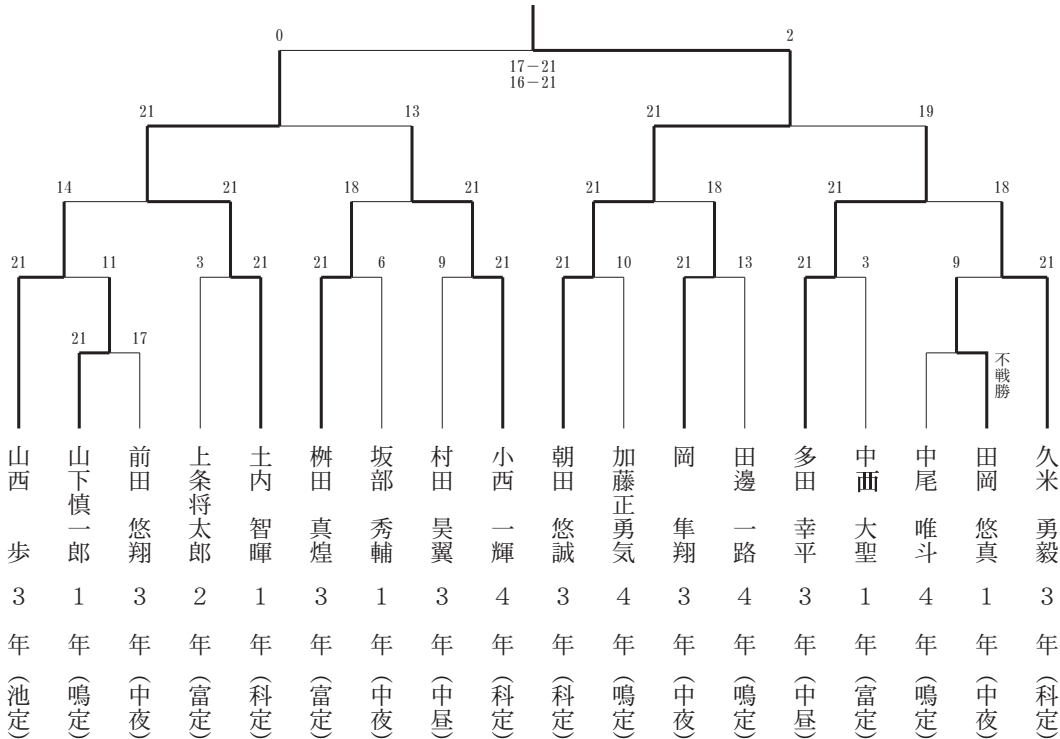 0
2
17-21
16-21
21
13
21
19
14
21
18
21
21
18
21
18
21
11
3
21
21
6
9
21
21
10
21
13
21
3
9
21
21
17
不戦勝
山西 歩 3年 (池定)
山下慎一郎 1年 (鳴定)
前田 悠翔 3年 (中夜)
上条将太郎 2年 (富定)
土内 智暉 1年 (科定)
桝田 真煌 3年 (富定)
坂部 秀輔 1年 (中夜)
村田 昊翼 3年 (中昼)
小西 一輝 4年 (科定)
朝田 悠誠 3年 (科定)
加藤正勇気 4年 (鳴定)
岡 隼翔 3年 (中夜)
田邊 一路 4年 (鳴定)
多田 幸平 3年 (中昼)
中西 大聖 1年 (富定)
中尾 唯斗 4年 (鳴定)
田岡 悠真 1年 (中夜)
久米 勇毅 3年 (科定)